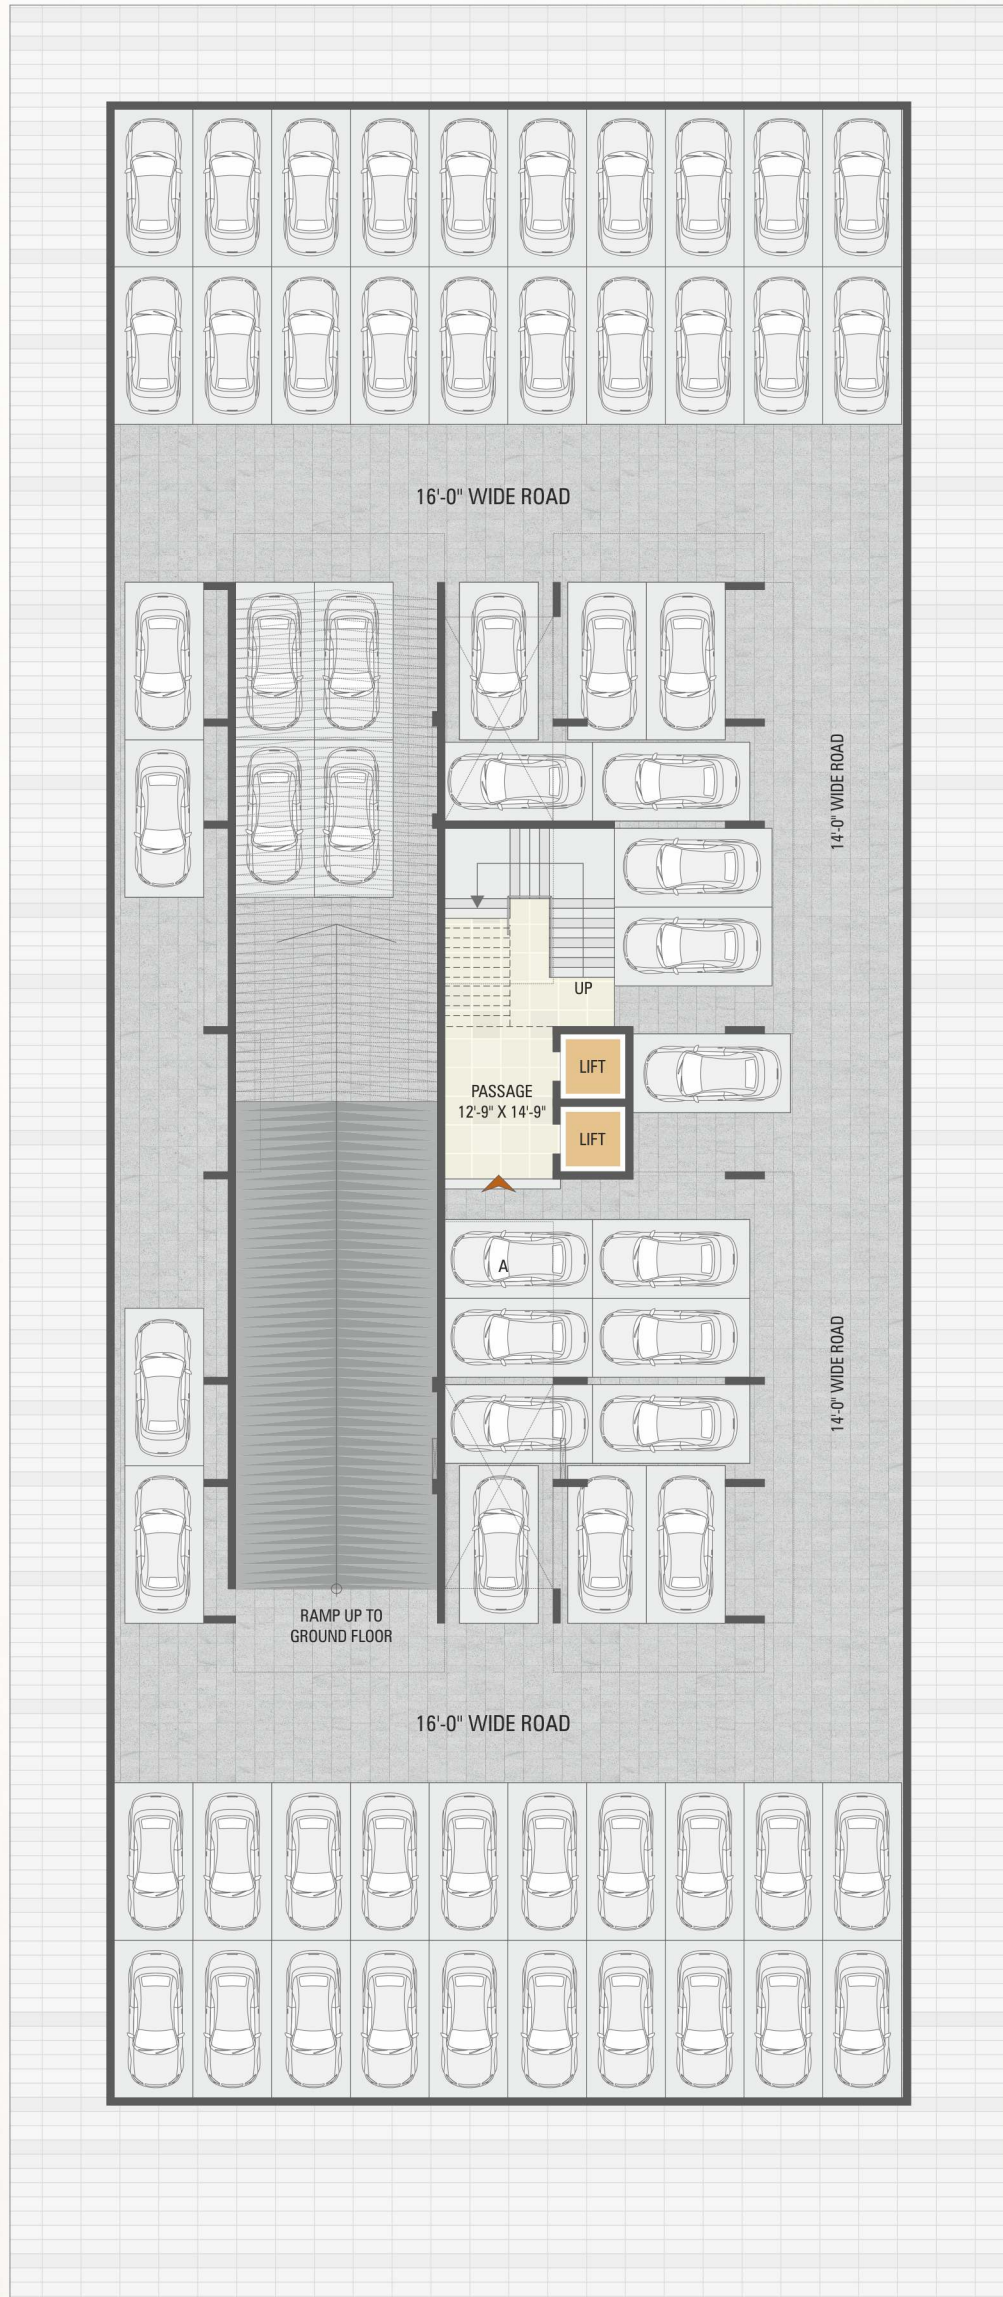 16'-0" WIDE ROAD
14'-0" WIDE ROAD
UP
LIFT
PASSAGE
12'-9" X 14'-9"
LIFT
A
14'-0" WIDE ROAD
RAMP UP TO
GROUND FLOOR
16'-0" WIDE ROAD